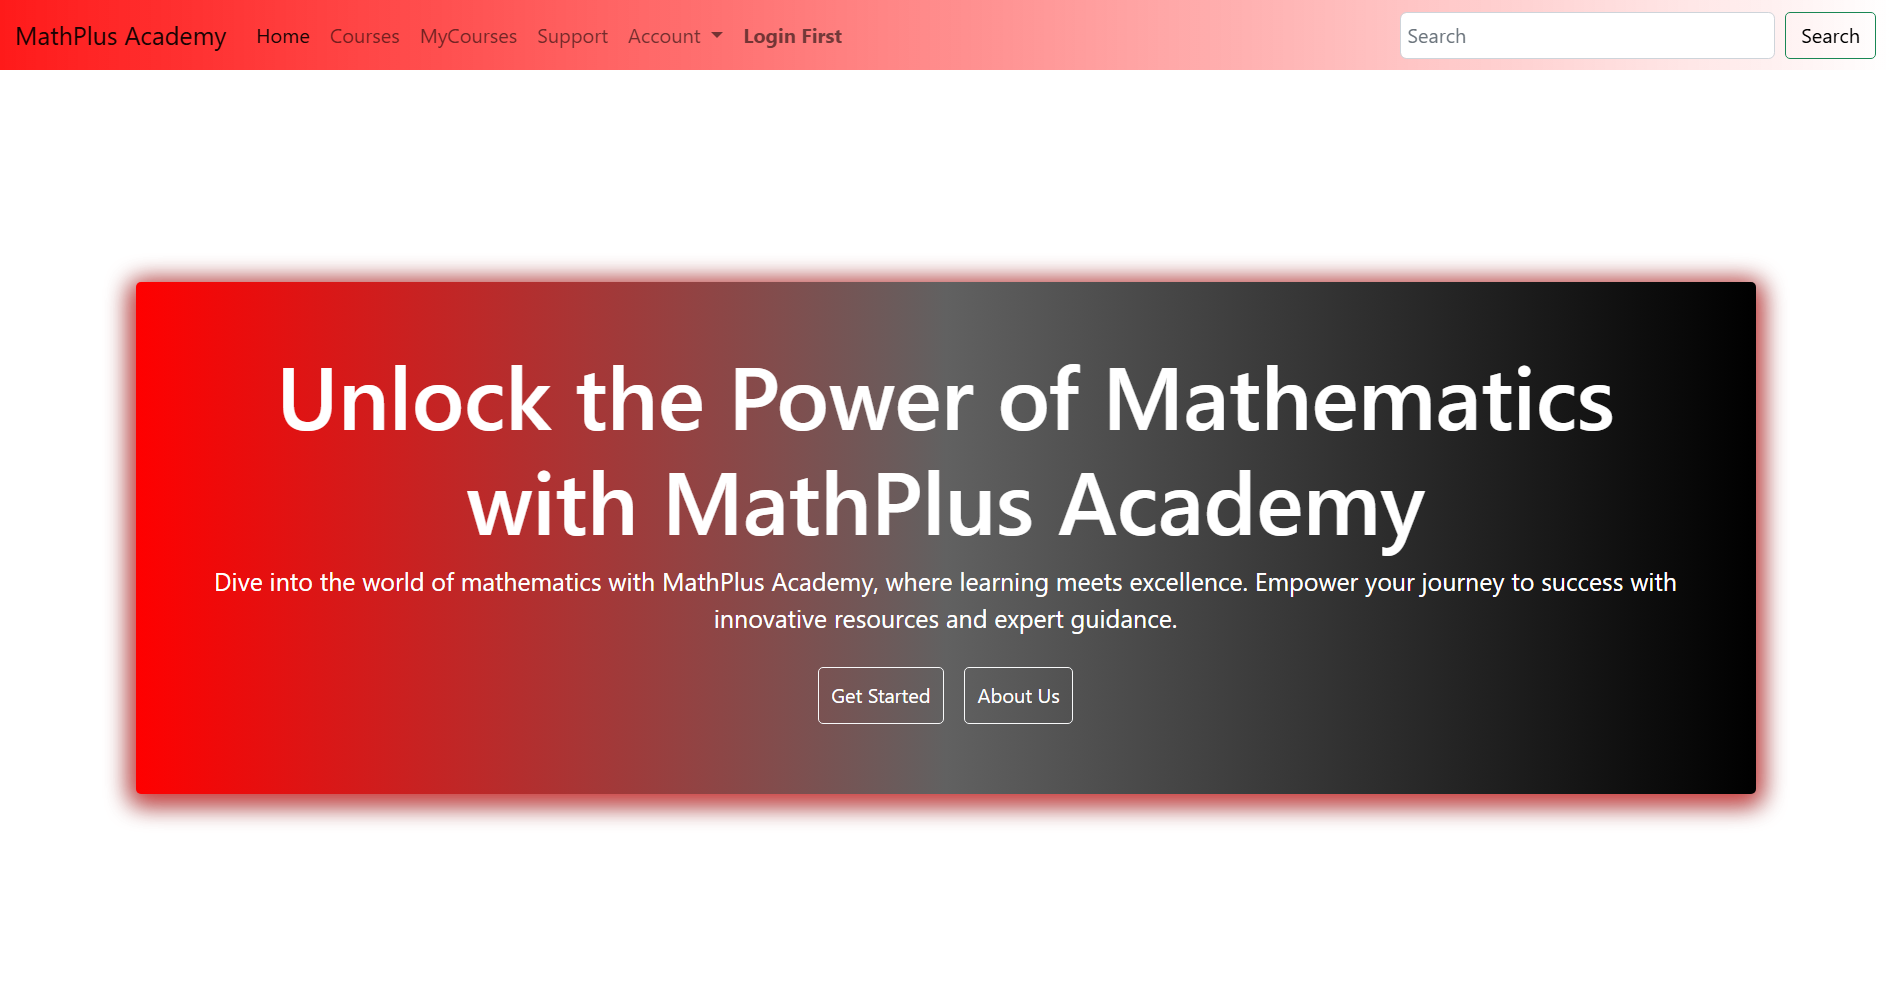 MathPlus Academy Home Courses MyCourses Support Account Login First Search Search
Unlock the Power of Mathematics
with MathPlus Academy
Dive into the world of mathematics with MathPlus Academy, where learning meets excellence. Empower your journey to success with
innovative resources and expert guidance.
Get Started About Us